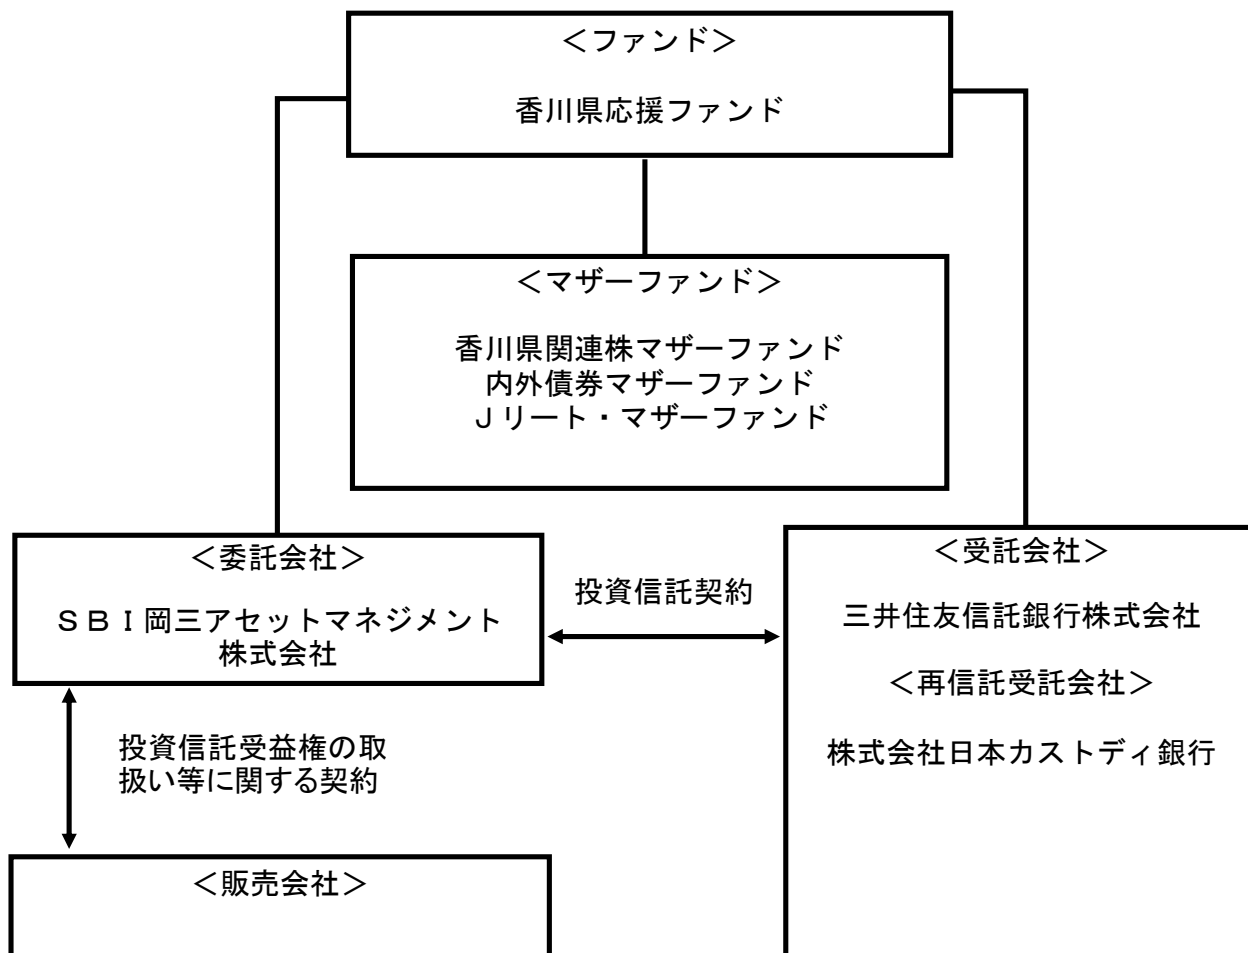 ＜ファンド＞
香川県応援ファンド
＜マザーファンド＞
香川県関連株マザーファンド
内外債券マザーファンド
Ｊリート・マザーファンド
＜委託会社＞
ＳＢＩ岡三アセットマネジメント
株式会社
投資信託契約
＜受託会社＞
三井住友信託銀行株式会社
＜再信託受託会社＞
株式会社日本カストディ銀行
投資信託受益権の取
扱い等に関する契約
＜販売会社＞